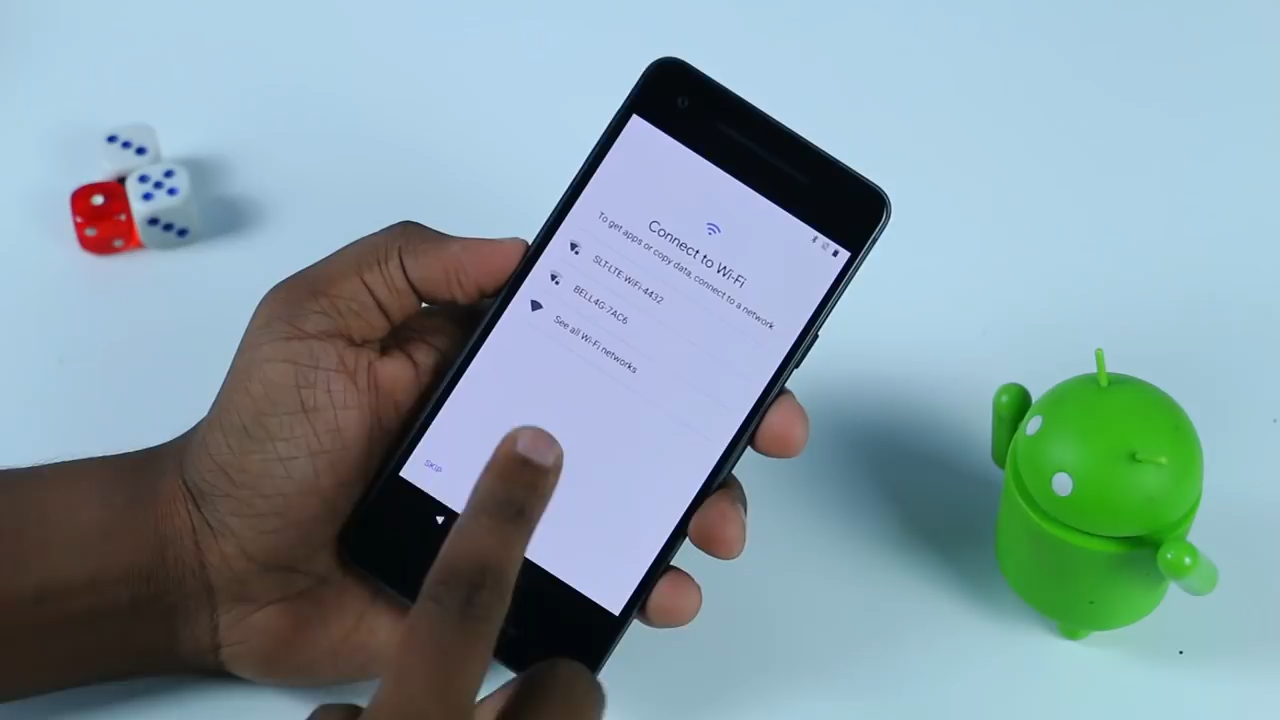 Connect to Wi-Fi
To get apps or copy data, connect to a network
SLT-LTE-WiFi-4432
BELL4G-7AC6
See all Wi-Fi networks
SKIP